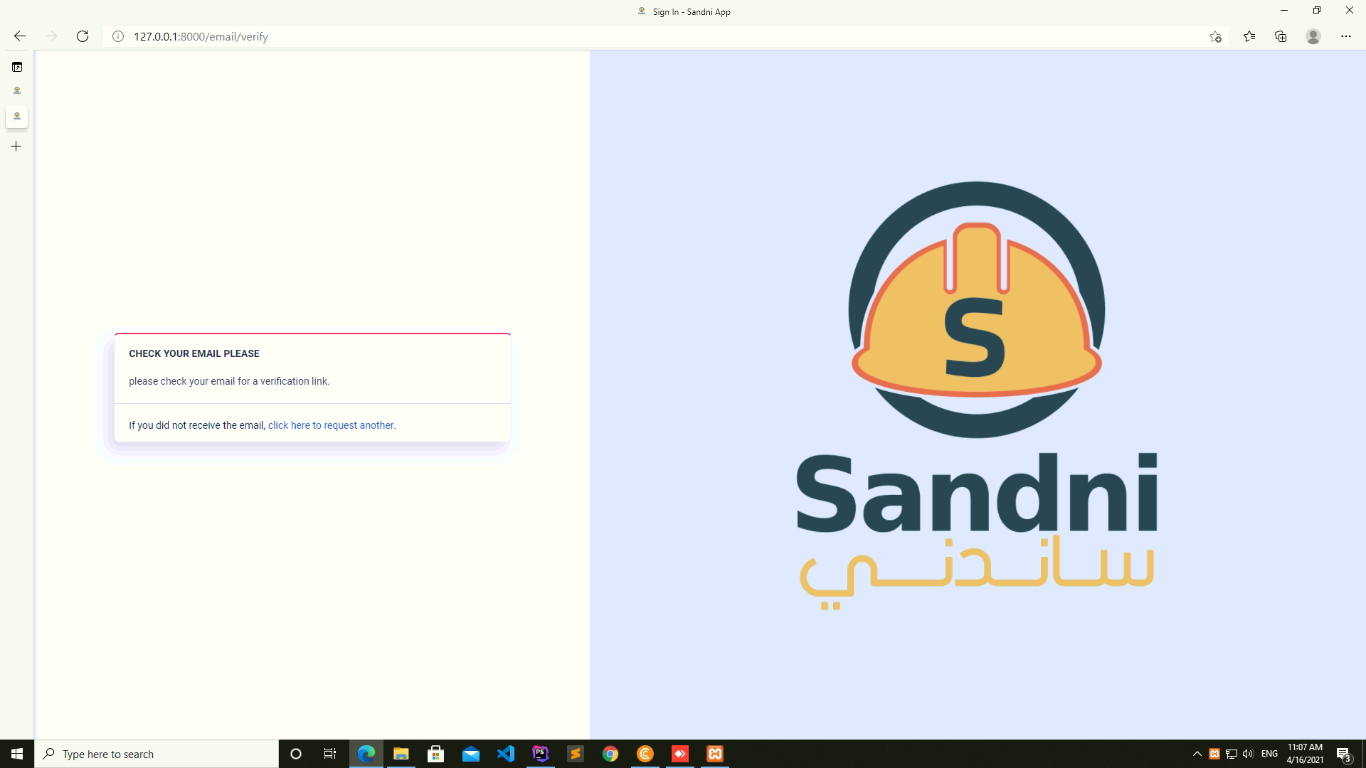 Sign In - Sandni App
127.0.0.1:8000/email/verify
CHECK YOUR EMAIL PLEASE
please check your email for a verification link.
If you did not receive the email, click here to request another.
S
Sandni
ساندني
Type here to search
PS
ENG
11:07 AM
4/16/2021
3